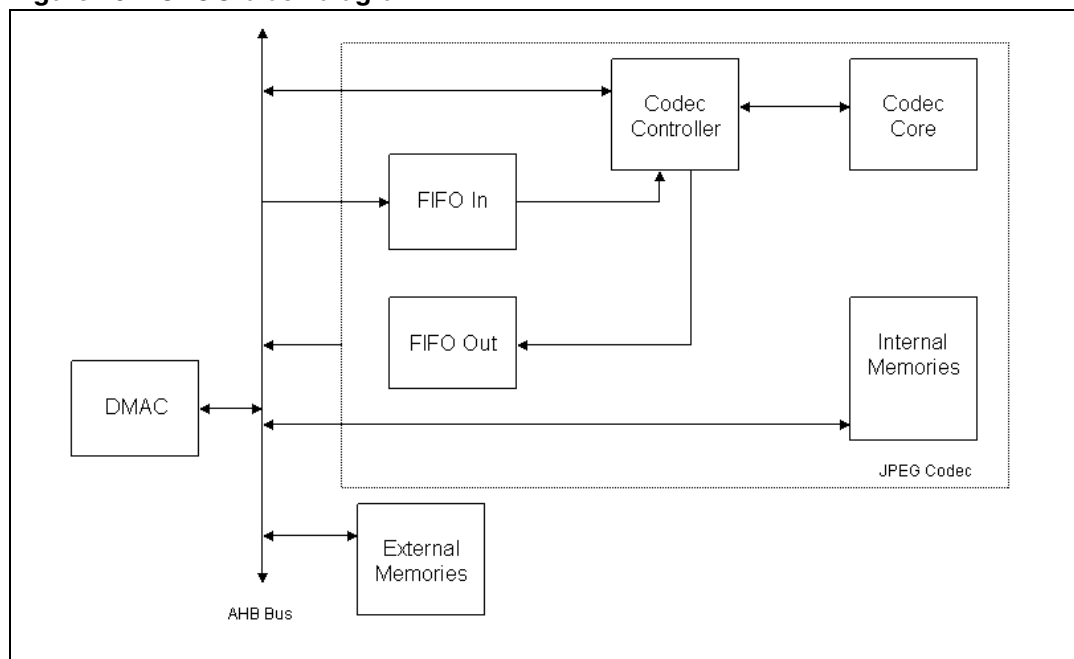 Codec
Controller
Codec
Core
FIFO In
FIFO Out
Internal
Memories
DMAC
JPEG Codec
External
Memories
AHB Bus